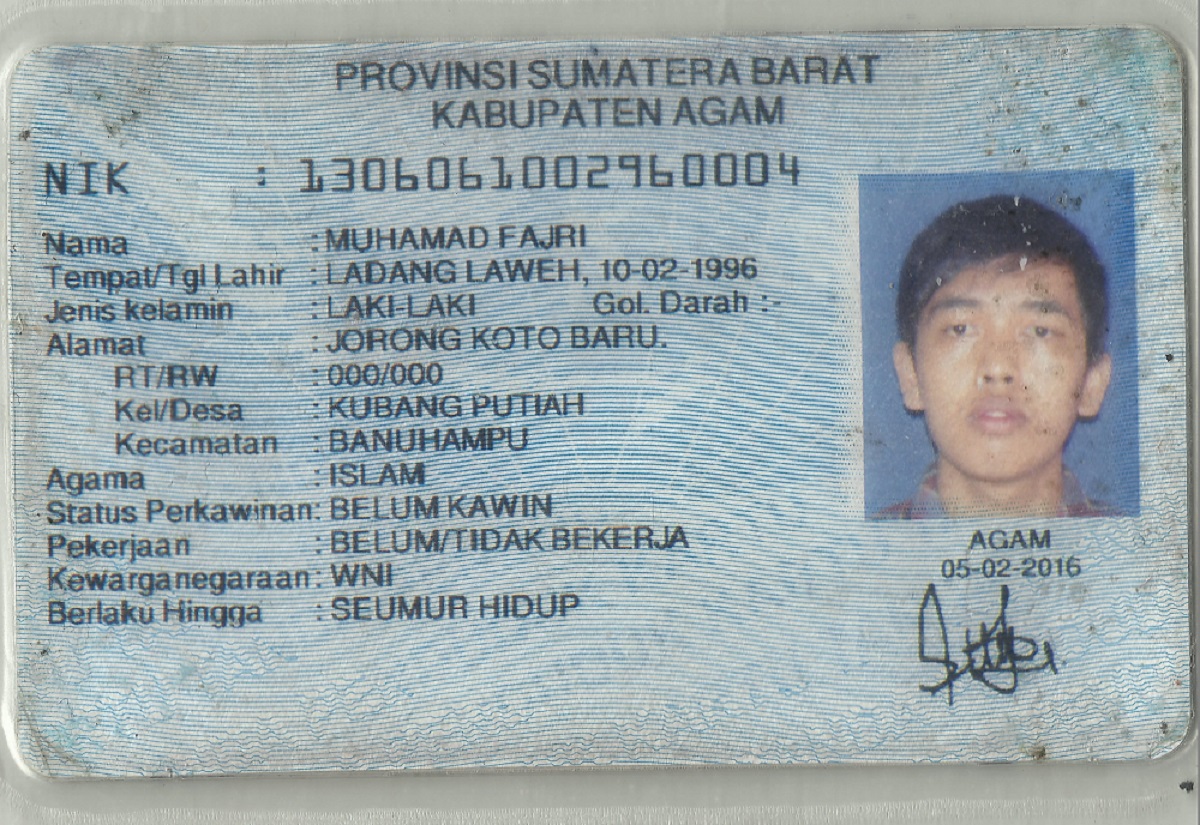 PROVINSI SUMATERA BARAT
KABUPATEN AGAM
NIK : 1306061002960004
Nama : MUHAMAD FAJRI
Tempat/Tgl Lahir : LADANG LAWEH, 10-02-1996
Jenis kelamin : LAKI-LAKI Gol. Darah :-
Alamat : JORONG KOTO BARU.
RT/RW : 000/000
Kel/Desa : KUBANG PUTIAH
Kecamatan : BANUHAMPU
Agama : ISLAM
Status Perkawinan: BELUM KAWIN
Pekerjaan : BELUM/TIDAK BEKERJA
Kewarganegaraan: WNI
Berlaku Hingga : SEUMUR HIDUP
AGAM
05-02-2016